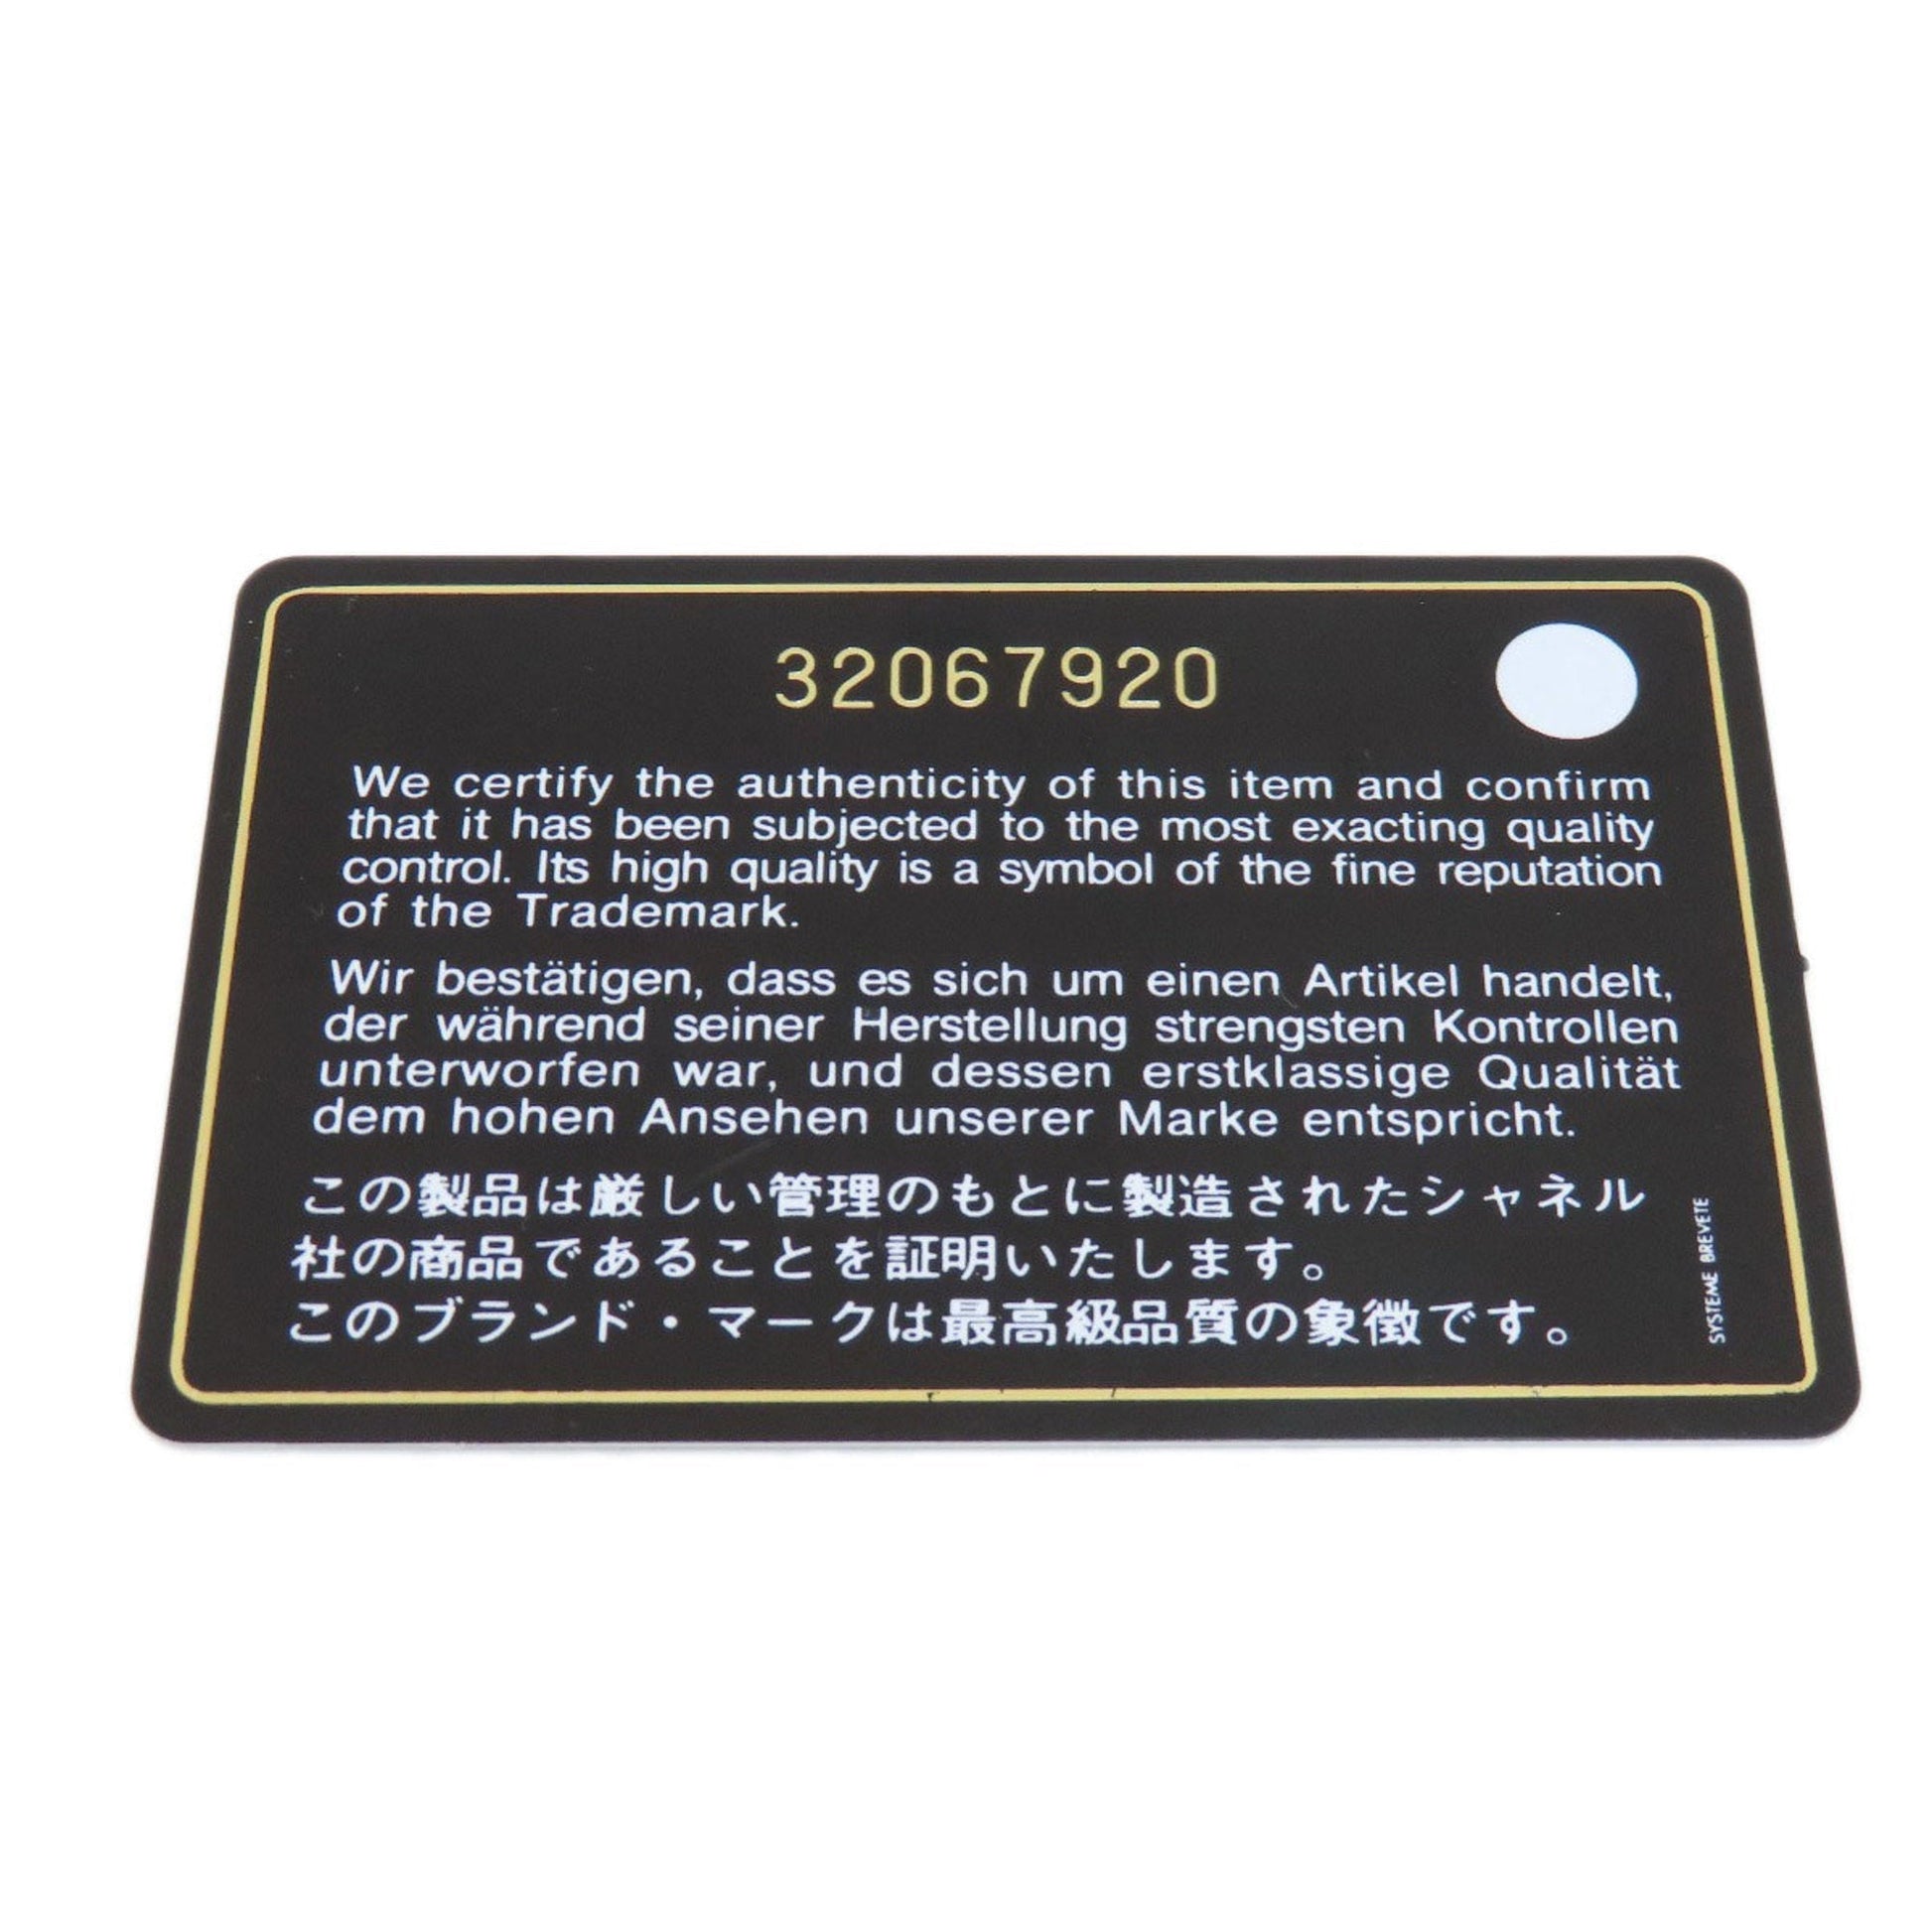 32067920
We certify the authenticity of this item and confirm
that it has been subjected to the most exacting quality
control. Its high quality is a symbol of the fine reputation
of the Trademark.
Wir bestätigen, dass es sich um einen Artikel handelt,
der während seiner Herstellung strengsten Kontrollen
unterworfen war, und dessen erstklassige Qualität
dem hohen Ansehen unserer Marke entspricht.
この製品は厳しい管理のもとに製造されたシャネル
社の商品であることを証明いたします。
このブランド・マークは最高級品質の象徴です。
SYSTEME BREVETE